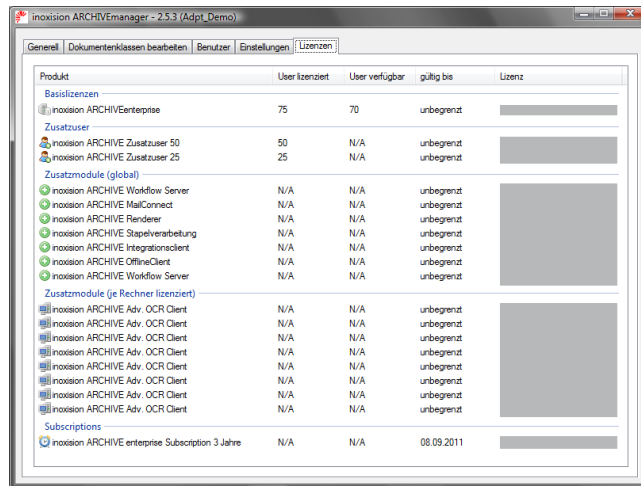 inoxision ARCHIVEmanager - 2.5.3 (Adpt_Demo)
Generell Dokumentenklassen bearbeiten Benutzer Einstellungen Lizenzen
Produkt User lizenziert User verfügbar gültig bis Lizenz
Basislizenzen
inoxision ARCHIVEenterprise 75 70 unbegrenzt
Zusatzuser
inoxision ARCHIVE Zusatzuser 50 50 N/A unbegrenzt
inoxision ARCHIVE Zusatzuser 25 25 N/A unbegrenzt
Zusatzmodule (global)
inoxision ARCHIVE Workflow Server N/A N/A unbegrenzt
inoxision ARCHIVE MailConnect N/A N/A unbegrenzt
inoxision ARCHIVE Renderer N/A N/A unbegrenzt
inoxision ARCHIVE Stapelverarbeitung N/A N/A unbegrenzt
inoxision ARCHIVE Integrationsclient N/A N/A unbegrenzt
inoxision ARCHIVE OfflineClient N/A N/A unbegrenzt
inoxision ARCHIVE Workflow Server N/A N/A unbegrenzt
Zusatzmodule (je Rechner lizenziert)
inoxision ARCHIVE Adv. OCR Client N/A N/A unbegrenzt
inoxision ARCHIVE Adv. OCR Client N/A N/A unbegrenzt
inoxision ARCHIVE Adv. OCR Client N/A N/A unbegrenzt
inoxision ARCHIVE Adv. OCR Client N/A N/A unbegrenzt
inoxision ARCHIVE Adv. OCR Client N/A N/A unbegrenzt
inoxision ARCHIVE Adv. OCR Client N/A N/A unbegrenzt
inoxision ARCHIVE Adv. OCR Client N/A N/A unbegrenzt
inoxision ARCHIVE Adv. OCR Client N/A N/A unbegrenzt
Subscriptions
inoxision ARCHIVE enterprise Subscription 3 Jahre N/A N/A 08.09.2011